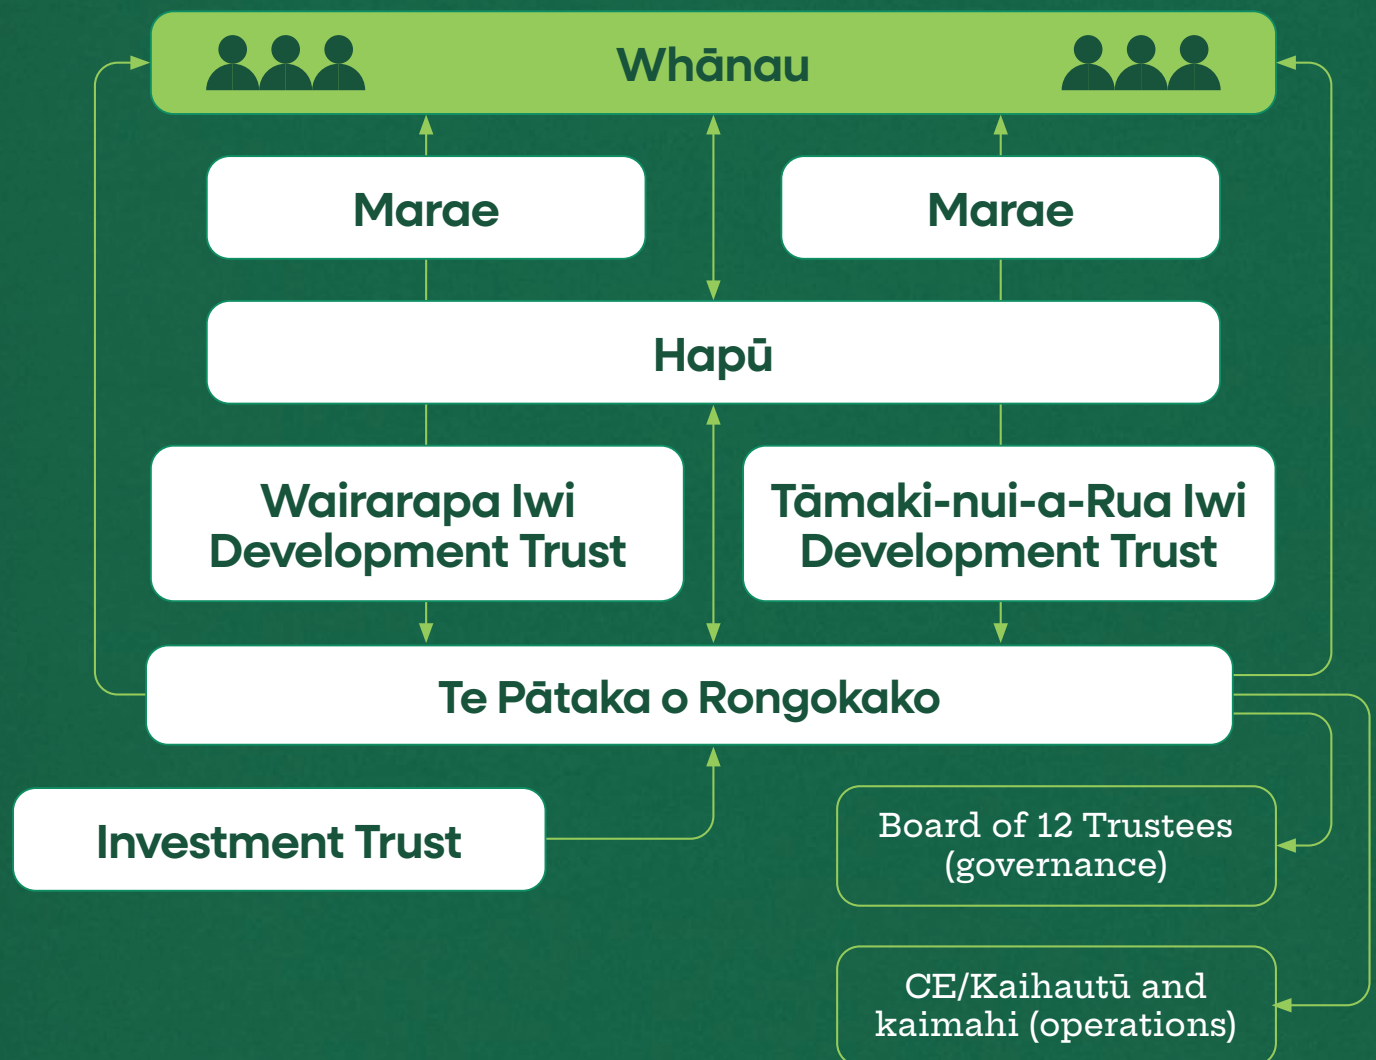 Whānau
Marae
Marae
Hapū
Wairarapa Iwi
Development Trust
Tāmaki-nui-a-Rua Iwi
Development Trust
Te Pātaka o Rongokako
Investment Trust
Board of 12 Trustees
(governance)
CE/Kaihautū and
kaimahi (operations)